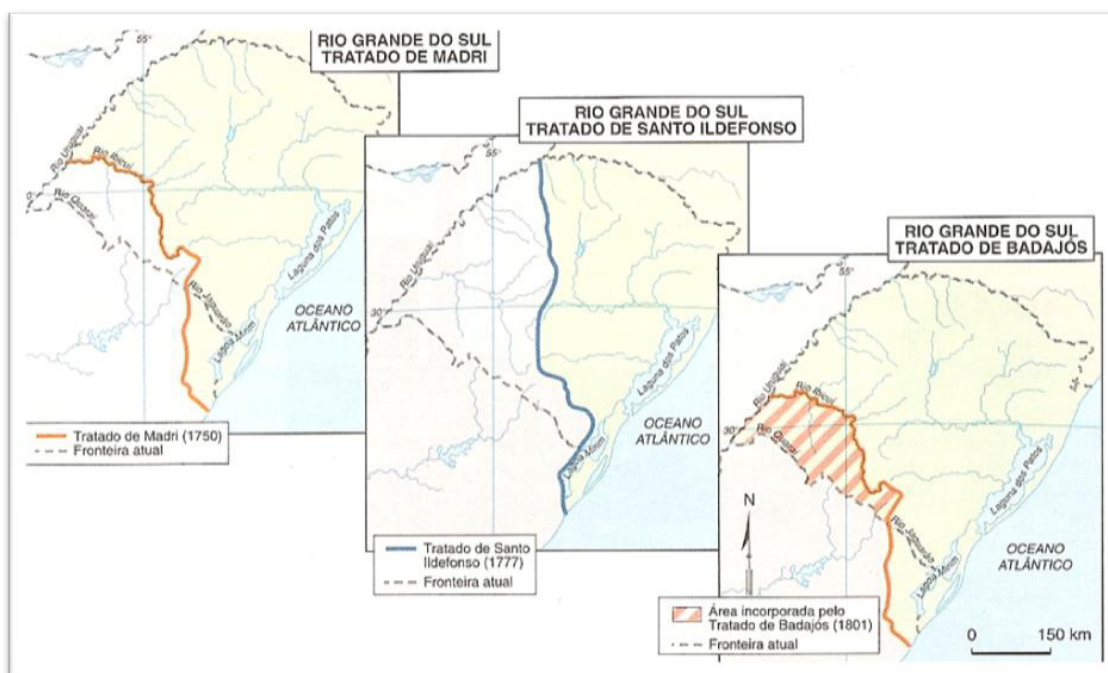 RIO GRANDE DO SUL
TRATADO DE MADRI
55°
Rio Uruguai
Rio Ibicuí
Rio Quaraí
Rio Jaguarão
Lagoa Mirim
Laguna dos Patos
OCEANO
ATLÂNTICO
Tratado de Madri (1750)
Fronteira atual
RIO GRANDE DO SUL
TRATADO DE SANTO ILDEFONSO
55°
Rio Uruguai
30°
Laguna dos Patos
Lagoa Mirim
OCEANO
ATLÂNTICO
Tratado de Santo
Ildefonso (1777)
Fronteira atual
RIO GRANDE DO SUL
TRATADO DE BADAJÓS
55°
Rio Uruguai
Rio Ibicuí
30°
Rio Quaraí
Rio Jaguarão
Lagoa Mirim
Laguna dos Patos
OCEANO
ATLÂNTICO
N
Área incorporada pelo
Tratado de Badajós (1801)
Fronteira atual
0 150 km